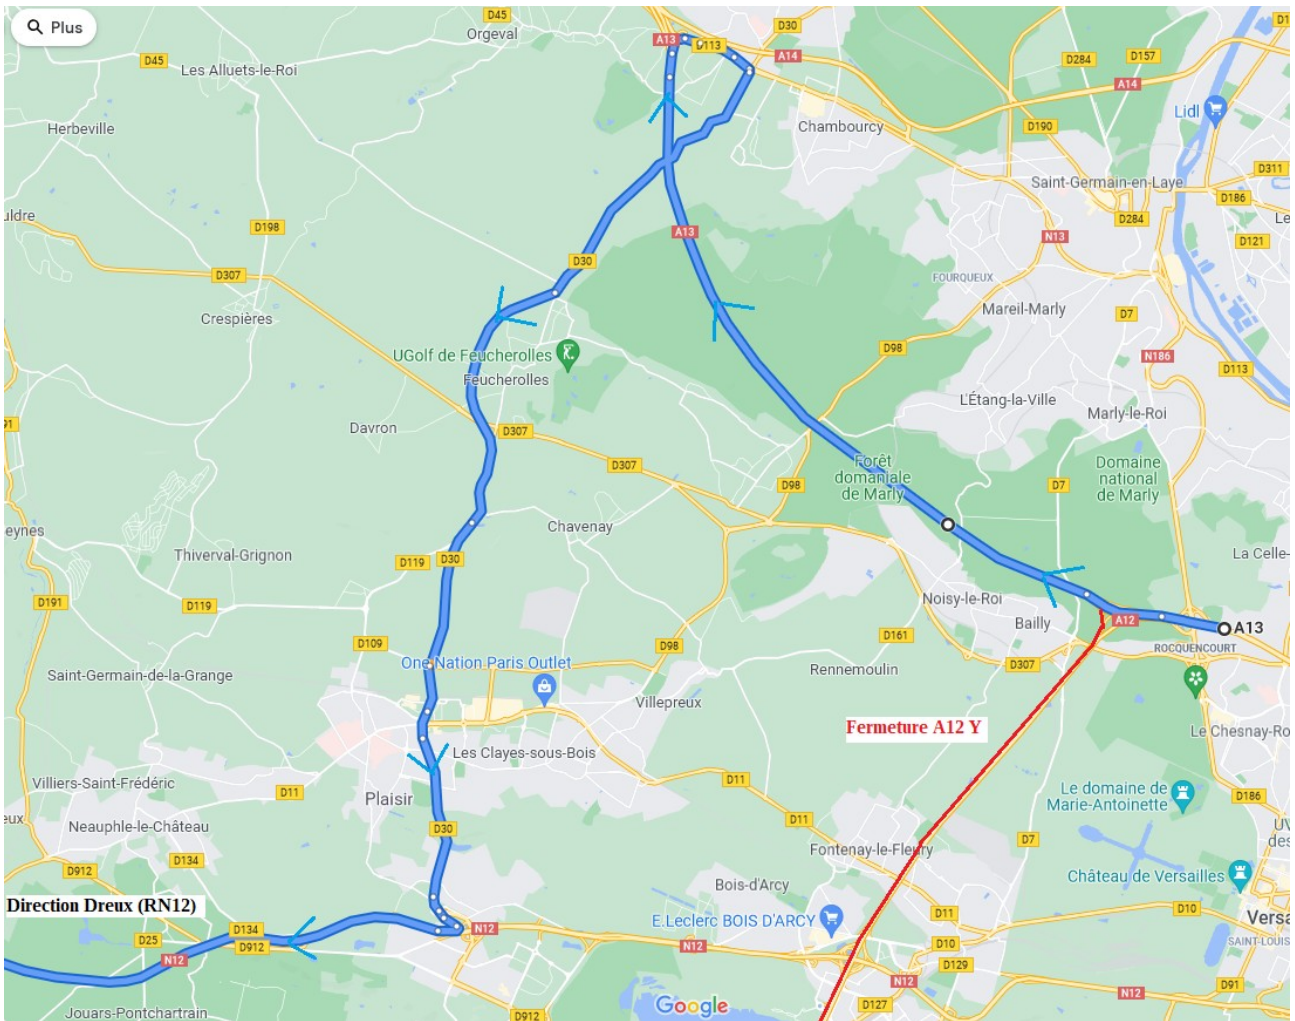 Plus
D45
Orgeval
A13
D113
D30
A14
D284
D157
D45
Les Alluets-le-Roi
A14
Lidl
Herbeville
Chambourcy
D190
D311
Saint-Germain-en-Laye
D186
uldre
D198
A13
D284
N13
D121
Le
D307
D30
FOURQUEUX
Mareil-Marly
D7
Crespières
UGolf de Feucherolles
Feucherolles
D98
N186
D113
L'Étang-la-Ville
Marly-le-Roi
91
Davron
D307
D307
Forêt
domaniale
de Marly
D98
D7
Domaine
national
de Marly
eynes
Chavenay
Thiverval-Grignon
D119
D30
La Celle-
D191
D119
Noisy-le-Roi
Bailly
A12
A13
D109
D161
D98
ROCQUENCOURT
One Nation Paris Outlet
D307
Saint-Germain-de-la-Grange
Rennemoulin
Villepreux
Fermeture A12 Y
Le Chesnay-Ro
Les Clayes-sous-Bois
Villiers-Saint-Frédéric
D11
D11
Le domaine de
Marie-Antoinette
D186
Plaisir
eux
Neauphle-le-Château
D30
D11
UV
des
D134
Fontenay-le-Fleury
D7
D912
Château de Versailles
Bois-d'Arcy
Direction Dreux (RN12)
E.Leclerc BOIS D'ARCY
D11
D10
Versa
D134
N12
D25
D912
N12
D10
SAINT-LOUIS
N12
D129
N12
D91
N12
D127
Jouars-Pontchartrain
Google
D912